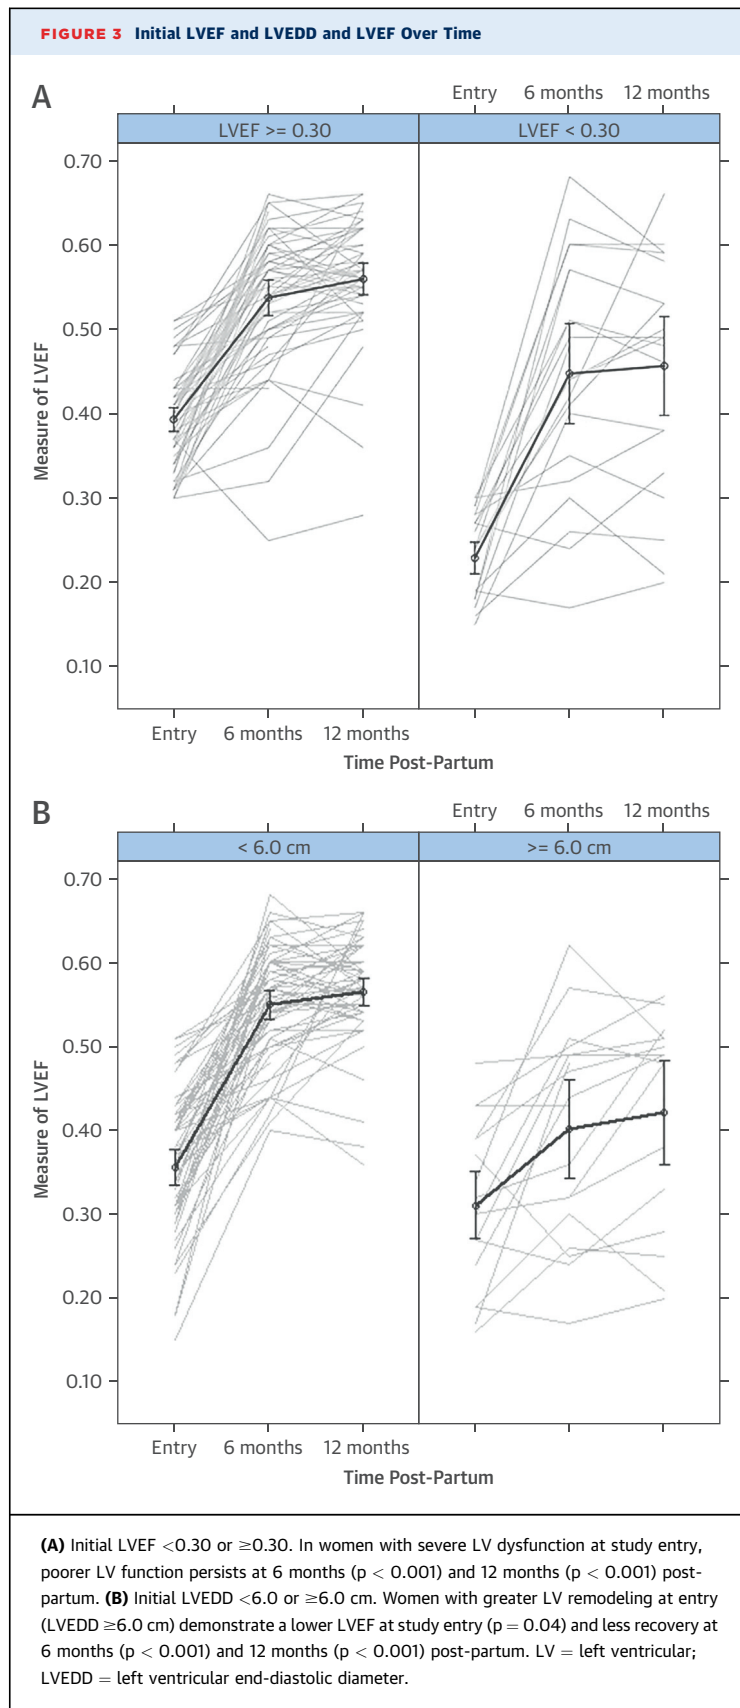 FIGURE 3 Initial LVEF and LVEDD and LVEF Over Time
A
Entry 6 months 12 months
LVEF >= 0.30 LVEF < 0.30
0.70
0.60
0.50
0.40
0.30
0.20
0.10
Measure of LVEF
Entry 6 months 12 months
Time Post-Partum
B
Entry 6 months 12 months
< 6.0 cm >= 6.0 cm
0.70
0.60
0.50
0.40
0.30
0.20
0.10
Measure of LVEF
Entry 6 months 12 months
Time Post-Partum
(A) Initial LVEF <0.30 or ≥0.30. In women with severe LV dysfunction at study entry,
poorer LV function persists at 6 months (p < 0.001) and 12 months (p < 0.001) post-
partum. (B) Initial LVEDD <6.0 or ≥6.0 cm. Women with greater LV remodeling at entry
(LVEDD ≥6.0 cm) demonstrate a lower LVEF at study entry (p = 0.04) and less recovery at
6 months (p < 0.001) and 12 months (p < 0.001) post-partum. LV = left ventricular;
LVEDD = left ventricular end-diastolic diameter.